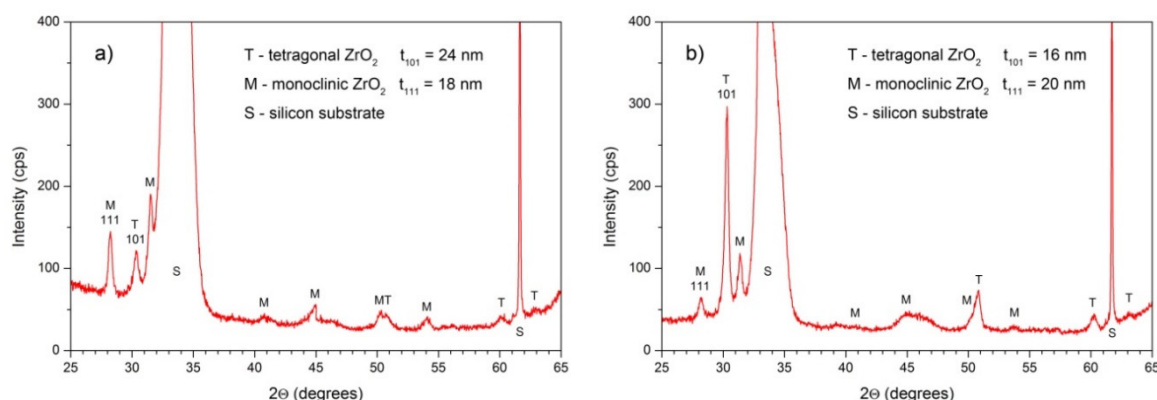 a)
T - tetragonal ZrO₂ t₁₀₁ = 24 nm
M - monoclinic ZrO₂ t₁₁₁ = 18 nm
S - silicon substrate
Intensity (cps)
400
300
200
100
0
M
111
T
101
M
S
M
M
MT
M
T
S
T
25 30 35 40 45 50 55 60 65
2Θ (degrees)
b)
T - tetragonal ZrO₂ t₁₀₁ = 16 nm
M - monoclinic ZrO₂ t₁₁₁ = 20 nm
S - silicon substrate
Intensity (cps)
400
300
200
100
0
M
111
T
101
M
S
M
M
M
T
M
T
S
T
25 30 35 40 45 50 55 60 65
2Θ (degrees)